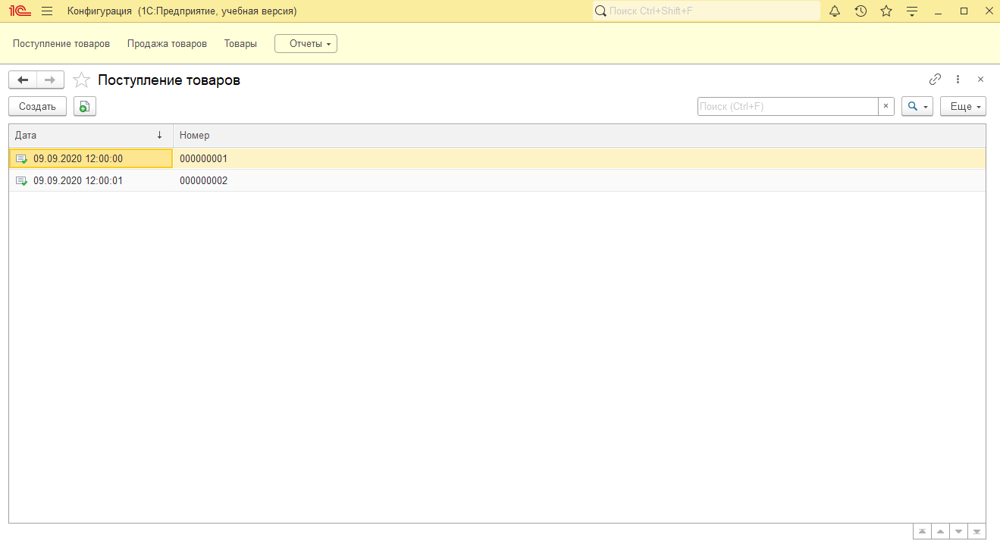 1С Конфигурация (1С:Предприятие, учебная версия) Поиск Ctrl+Shift+F
Поступление товаров Продажа товаров Товары Отчеты
Поступление товаров
Создать Поиск (Ctrl+F) × Еще
Дата ↓ Номер
09.09.2020 12:00:00 000000001
09.09.2020 12:00:01 000000002